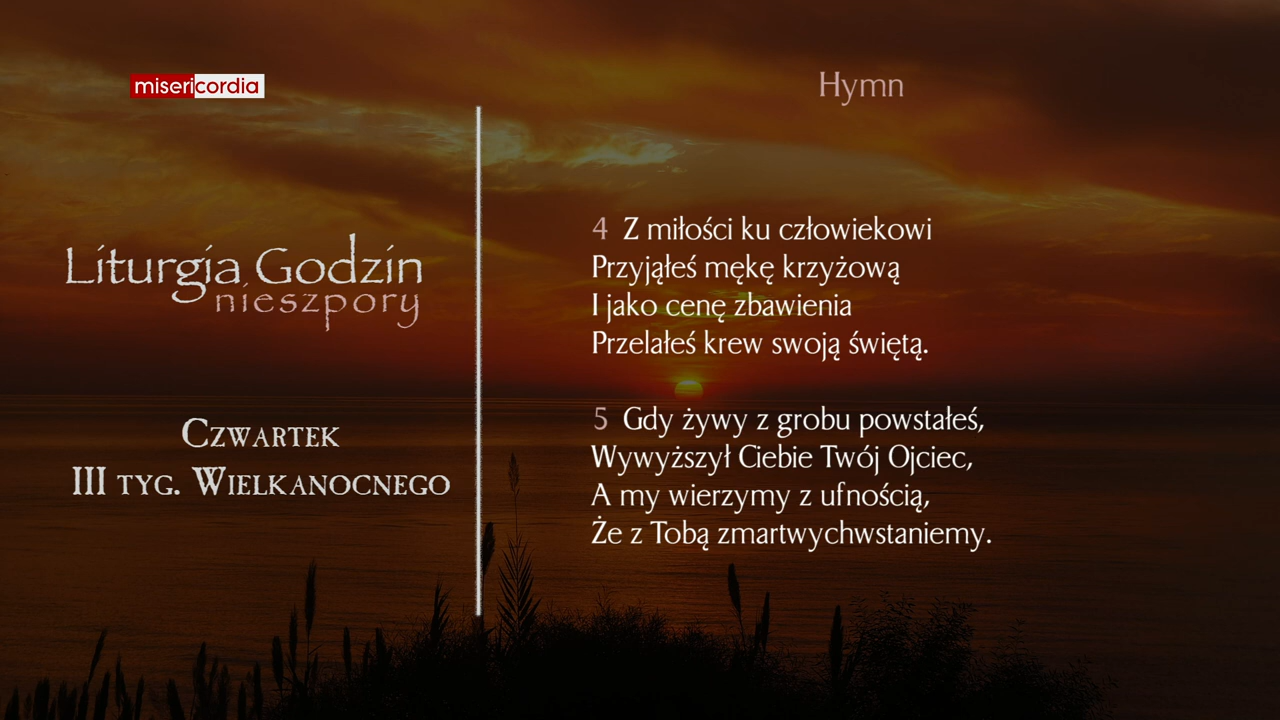 misericordia
Liturgia Godzin
nieszpory
Czwartek
III tyg. Wielkanocnego
Hymn
4 Z miłości ku człowiekowi
Przyjąłeś mękę krzyżową
I jako cenę zbawienia
Przelałeś krew swoją świętą.
5 Gdy żywy z grobu powstałeś,
Wywyższył Ciebie Twój Ojciec,
A my wierzymy z ufnością,
Że z Tobą zmartwychwstaniemy.